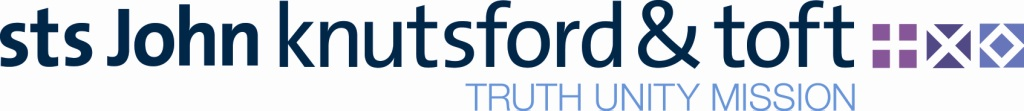 sts John knutsford & toft
TRUTH UNITY MISSION